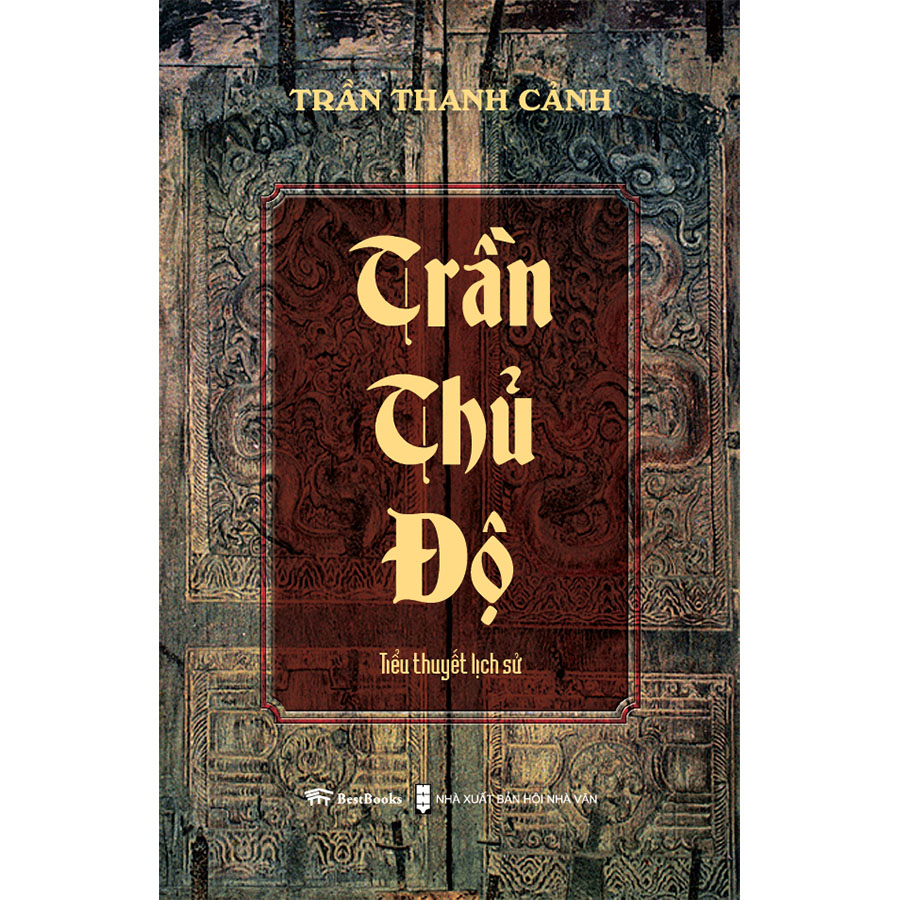 TRẦN THANH CẢNH
Trần
Thủ
Độ
Tiểu thuyết lịch sử
BestBooks NHÀ XUẤT BẢN HỘI NHÀ VĂN